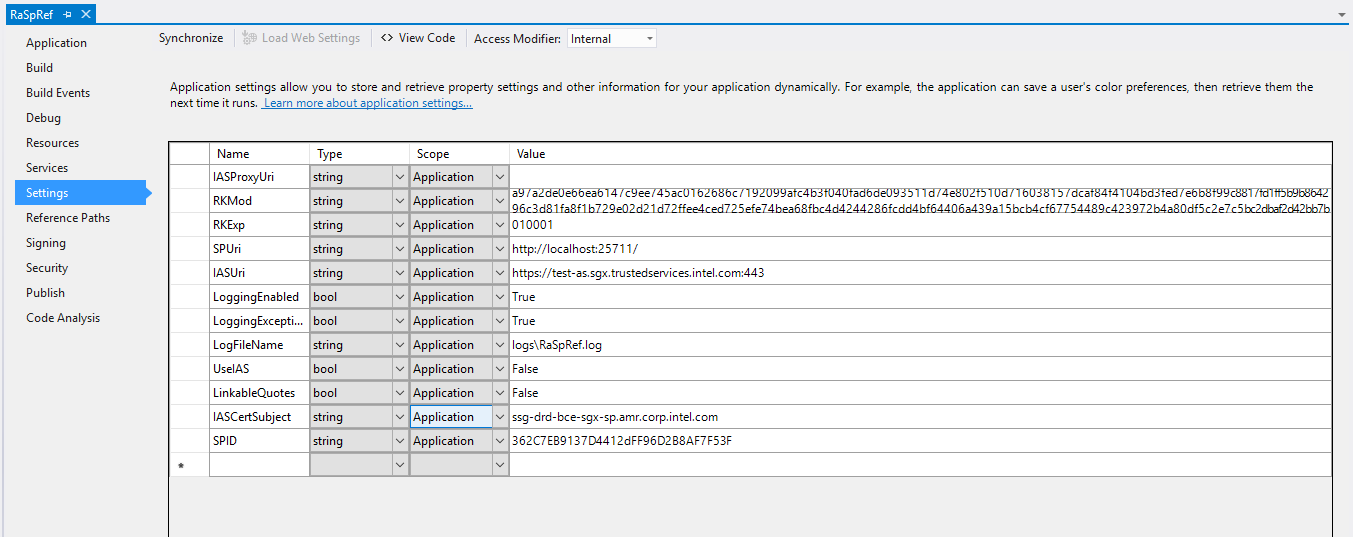 RaSpRef
Application
Build
Build Events
Debug
Resources
Services
Settings
Reference Paths
Signing
Security
Publish
Code Analysis
Synchronize Load Web Settings <> View Code Access Modifier: Internal
Application settings allow you to store and retrieve property settings and other information for your application dynamically. For example, the application can save a user's color preferences, then retrieve them the
next time it runs. Learn more about application settings...
Name Type Scope Value
IASProxyUri string Application
RKMod string Application
a97a2de0e66ea6147c9ee745ac0162686c7192099afc4b3f040fad6de093511d74e802f510d716038157dcaf84f4104bd3fed7e6b8f99c8817fd1ff5b9b8642
96c3d81fa8f1b729e02d21d72ffee4ced725efe74bea68fbc4d4244286fcdd4bf64406a439a15bcb4cf67754489c423972b4a80df5c2e7c5bc2dbaf2d42bb7b
RKExp string Application 010001
SPUri string Application http://localhost:25711/
IASUri string Application https://test-as.sgx.trustedservices.intel.com:443
LoggingEnabled bool Application True
LoggingExcepti... bool Application True
LogFileName string Application logs\RaSpRef.log
UseIAS bool Application False
LinkableQuotes bool Application False
IASCertSubject string Application ssg-drd-bce-sgx-sp.amr.corp.intel.com
SPID string Application 362C7EB9137D4412dFF96D2B8AF7F53F
*